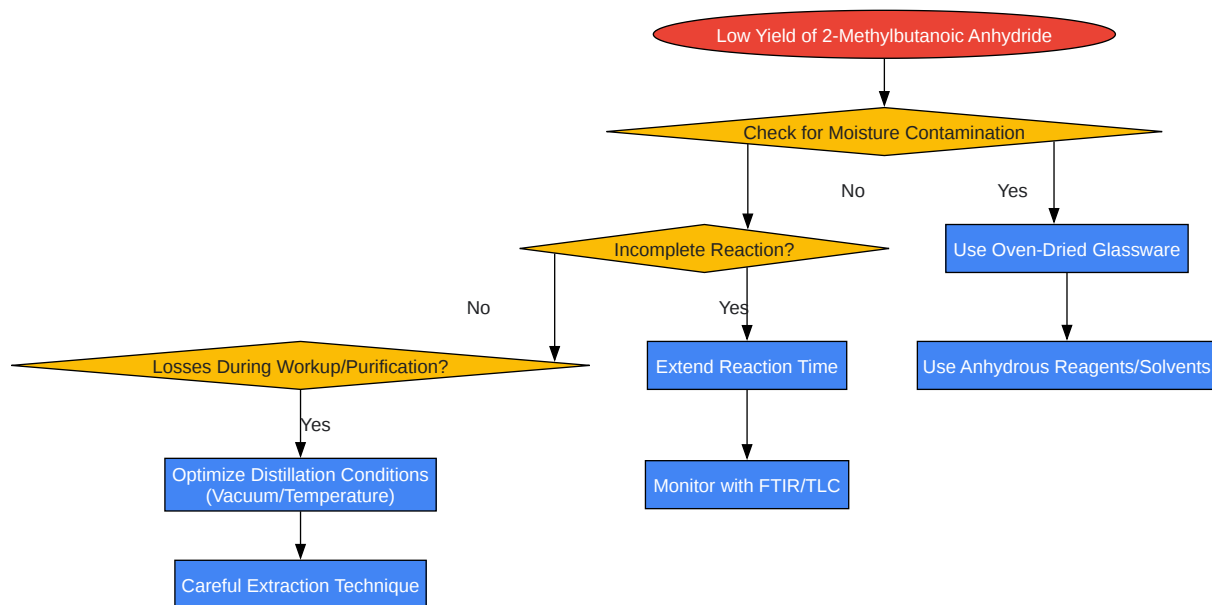 Low Yield of 2-Methylbutanoic Anhydride
Check for Moisture Contamination
No
Yes
Incomplete Reaction?
Use Oven-Dried Glassware
No
Yes
Losses During Workup/Purification?
Extend Reaction Time
Use Anhydrous Reagents/Solvents
Yes
Optimize Distillation Conditions
(Vacuum/Temperature)
Monitor with FTIR/TLC
Careful Extraction Technique